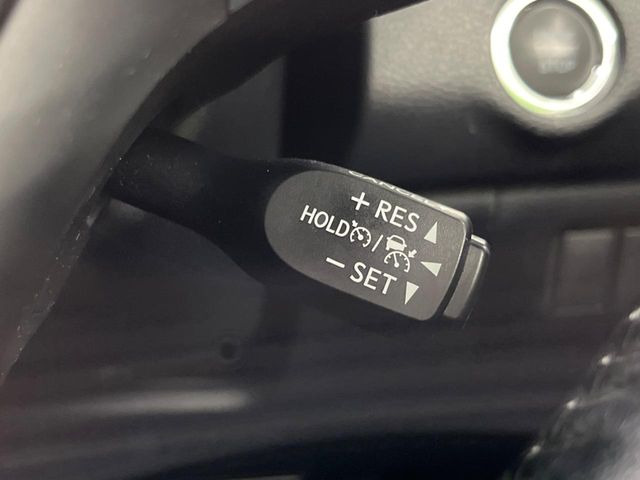 + RES
HOLD /
− SET